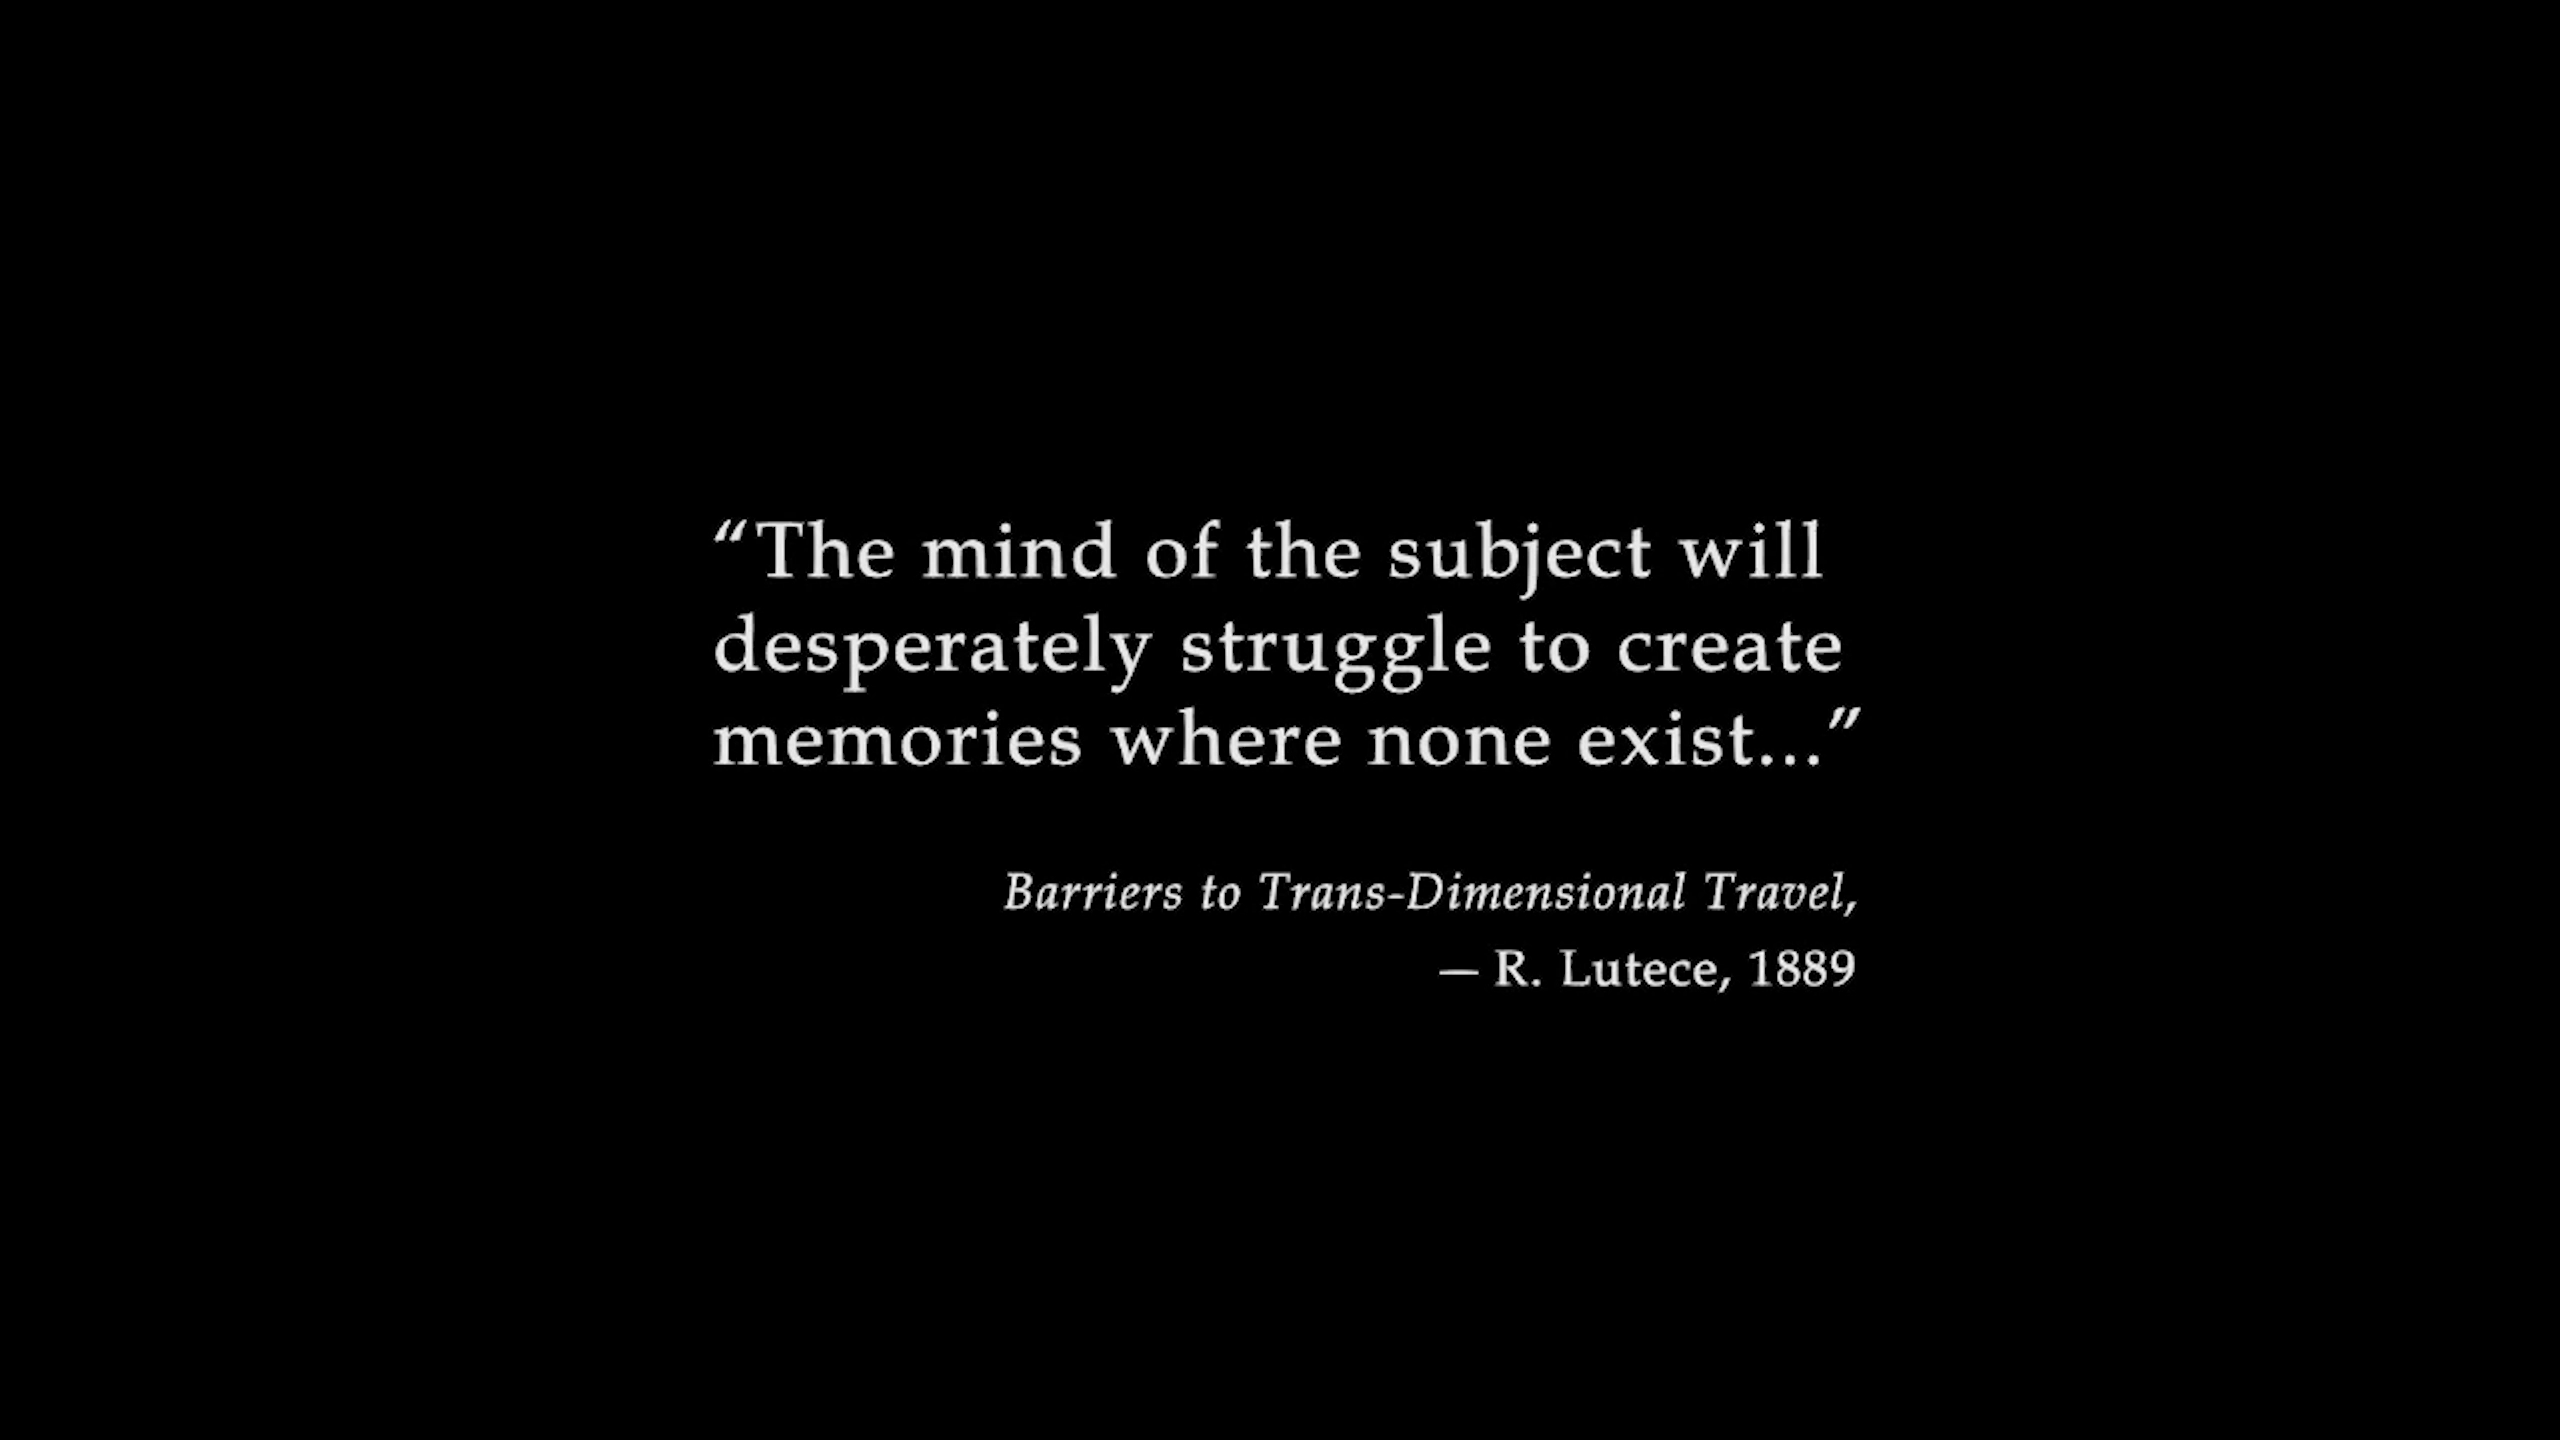 “The mind of the subject will
desperately struggle to create
memories where none exist...”
Barriers to Trans-Dimensional Travel,
— R. Lutece, 1889